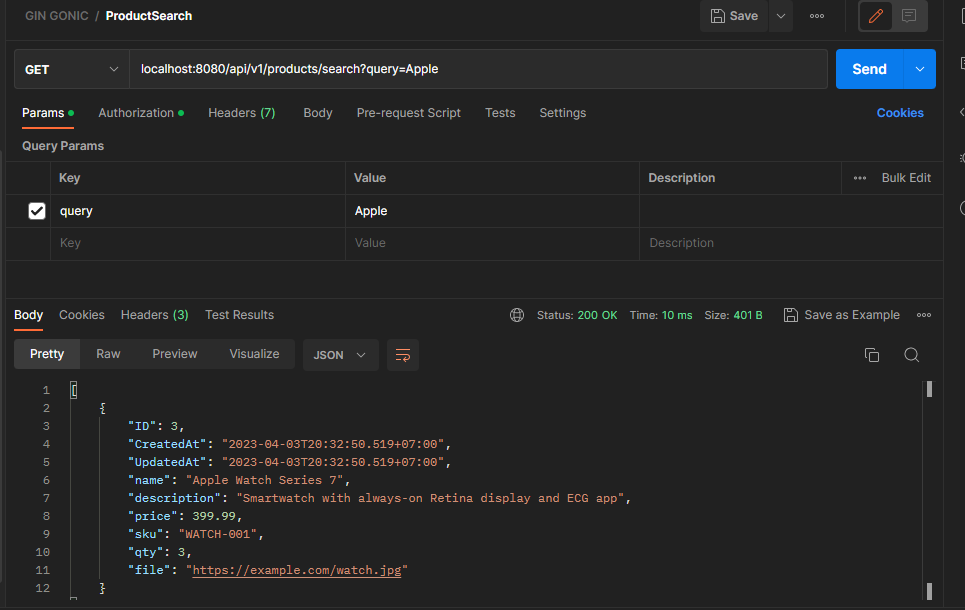 GIN GONIC / ProductSearch
Save
GET localhost:8080/api/v1/products/search?query=Apple Send
Params Authorization Headers (7) Body Pre-request Script Tests Settings Cookies
Query Params
Key Value Description Bulk Edit
query Apple
Key Value Description
Body Cookies Headers (3) Test Results Status: 200 OK Time: 10 ms Size: 401 B Save as Example
Pretty Raw Preview Visualize JSON
1 [
2 {
3 "ID": 3,
4 "CreatedAt": "2023-04-03T20:32:50.519+07:00",
5 "UpdatedAt": "2023-04-03T20:32:50.519+07:00",
6 "name": "Apple Watch Series 7",
7 "description": "Smartwatch with always-on Retina display and ECG app",
8 "price": 399.99,
9 "sku": "WATCH-001",
10 "qty": 3,
11 "file": "https://example.com/watch.jpg"
12 }